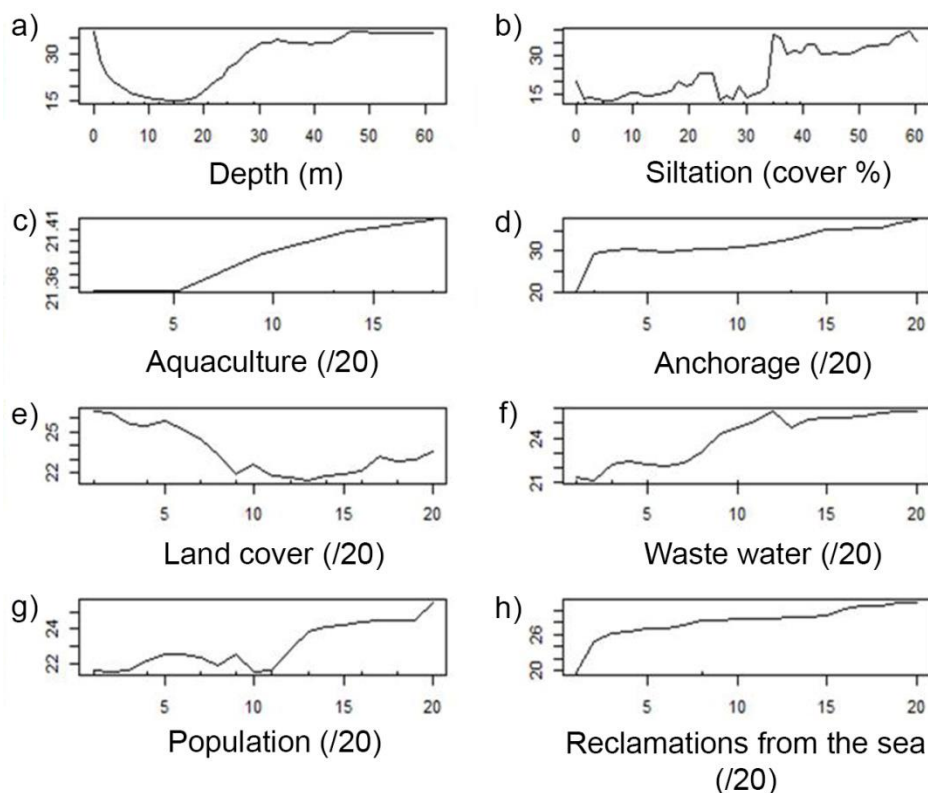 a)
30
15
0 10 20 30 40 50 60
Depth (m)
b)
30
15
0 10 20 30 40 50 60
Siltation (cover %)
c)
21.41
21.36
5 10 15
Aquaculture (/20)
d)
30
20
5 10 15 20
Anchorage (/20)
e)
25
22
5 10 15 20
Land cover (/20)
f)
24
21
5 10 15 20
Waste water (/20)
g)
24
22
5 10 15 20
Population (/20)
h)
26
20
5 10 15 20
Reclamations from the sea
(/20)